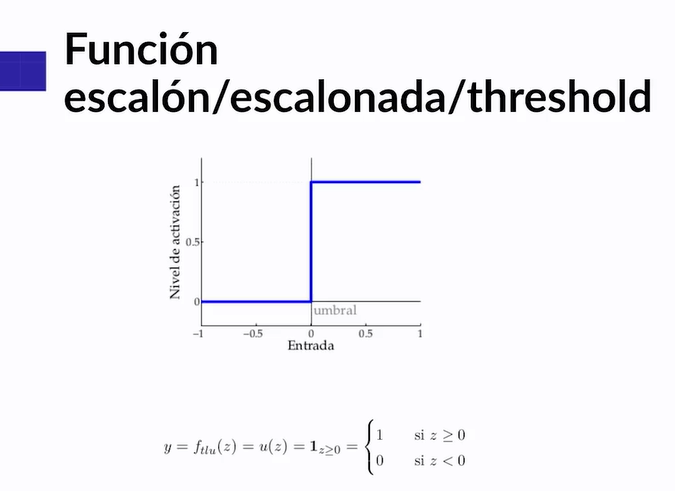 Función
escalón/escalonada/threshold
Nivel de activación
1
0.5
0
umbral
−1 −0.5 0 0.5 1
Entrada
y = f_tlu(z) = u(z) = 1_z≥0 = { 1 si z ≥ 0
0 si z < 0